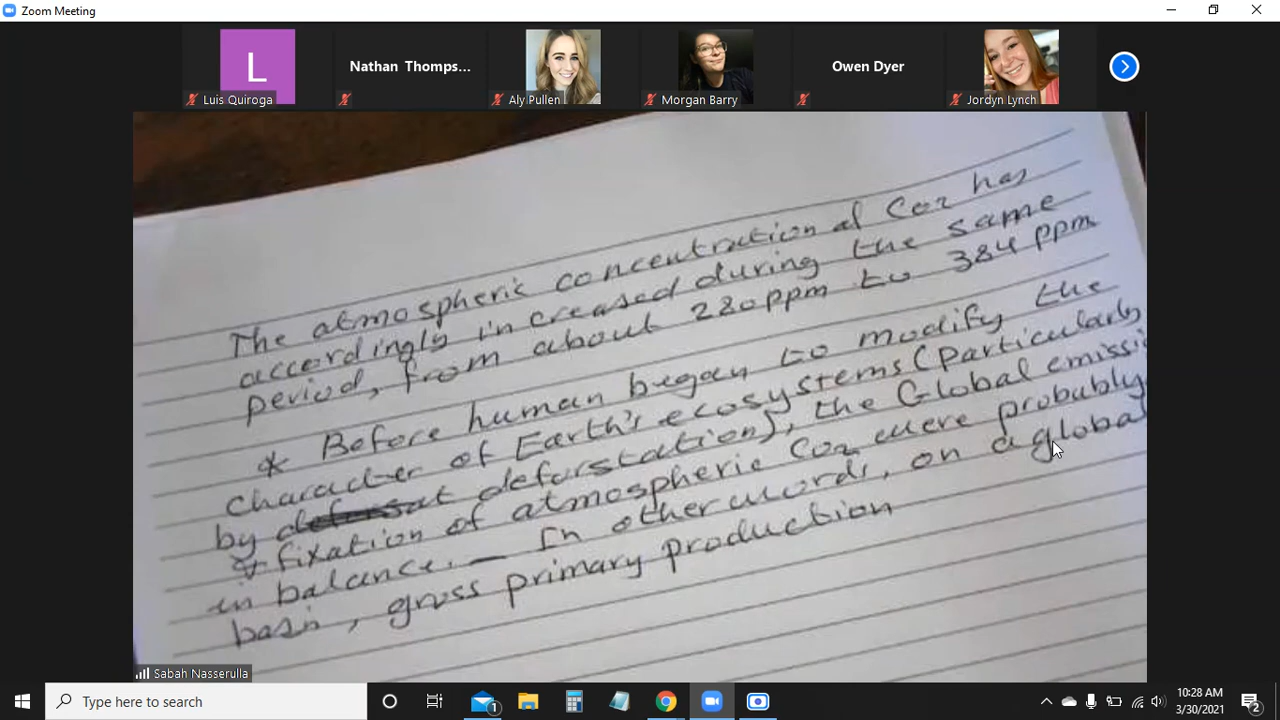 Zoom Meeting
L
Luis Quiroga
Nathan Thomps...
Aly Pullen
Morgan Barry
Owen Dyer
Jordyn Lynch
The atmospheric concentration of Co2 has
accordingly increased during the same
period, from about 280ppm to 384 ppm
* Before human began to modify the
character of Earth's ecosystems (Particularly
by deforstation), the Global emissi
& fixation of atmospheric Co2 were probably
in balance. — In other words, on a global
basis, gross primary production
Sabah Nasserulla
Type here to search
1
10:28 AM
3/30/2021
2